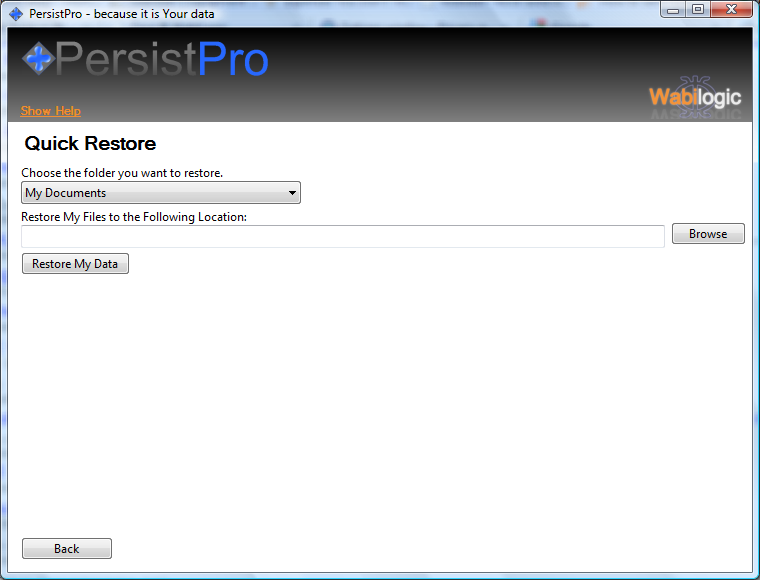 PersistPro - because it is Your data
PersistPro
Show Help
Wabilogic
Quick Restore
Choose the folder you want to restore.
My Documents
Restore My Files to the Following Location:
Browse
Restore My Data
Back